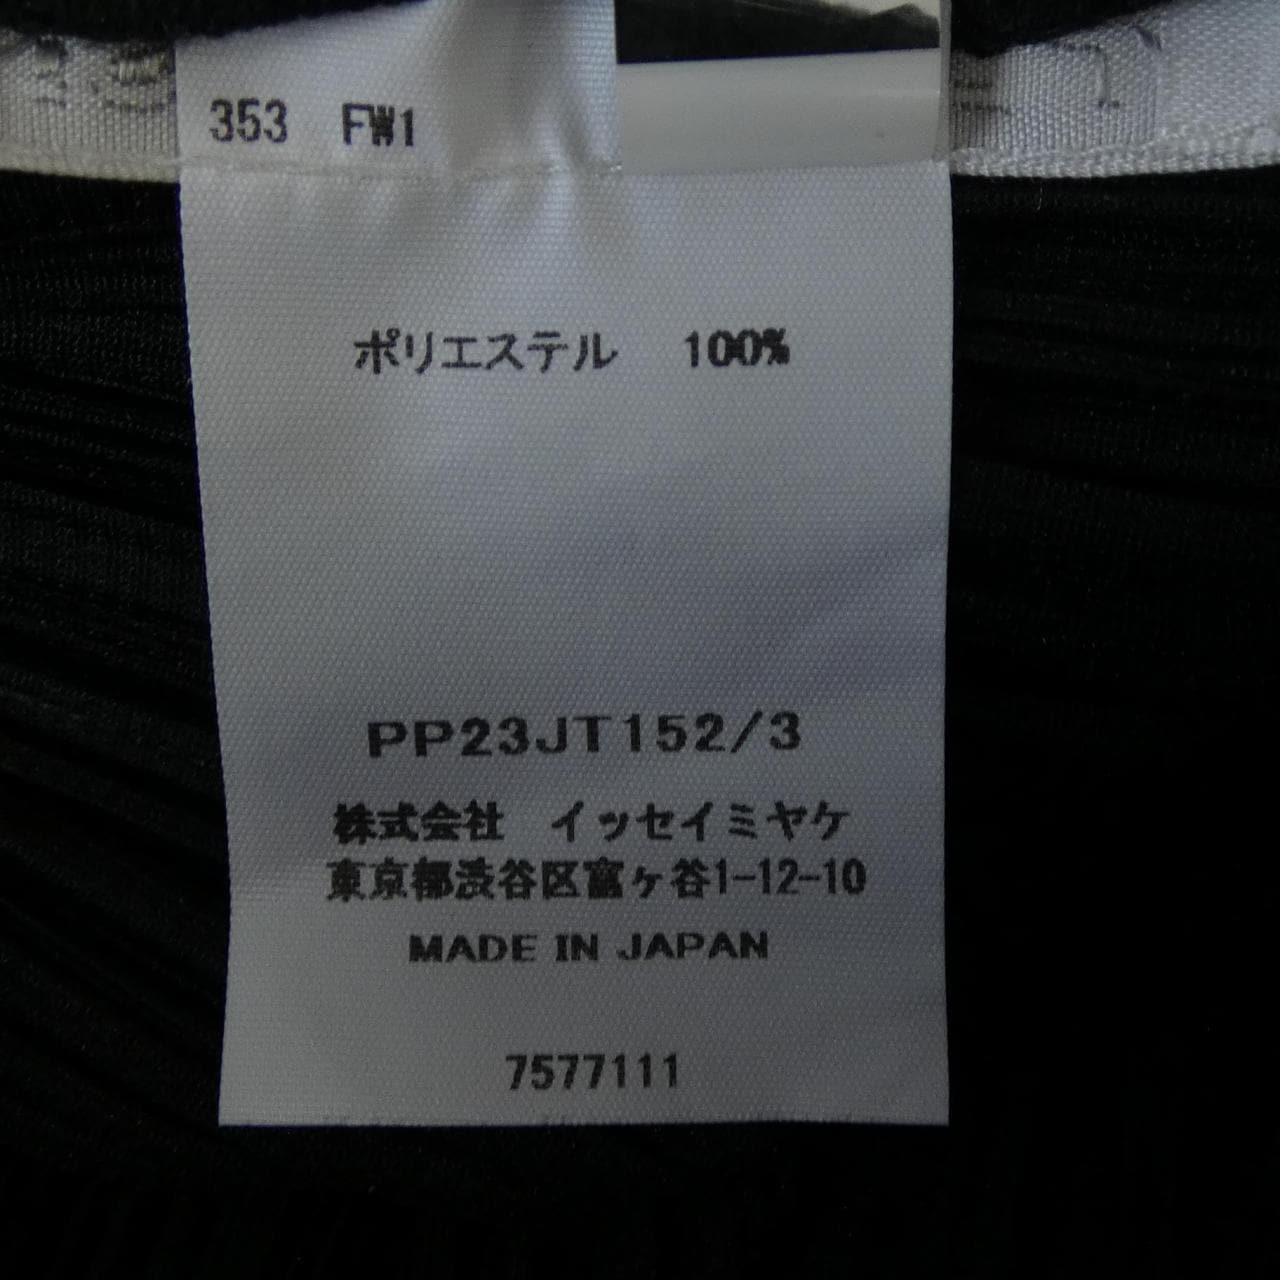 353 FW1
ポリエステル 100%
PP23JT152/3
株式会社 イッセイミヤケ
東京都渋谷区富ヶ谷1-12-10
MADE IN JAPAN
7577111